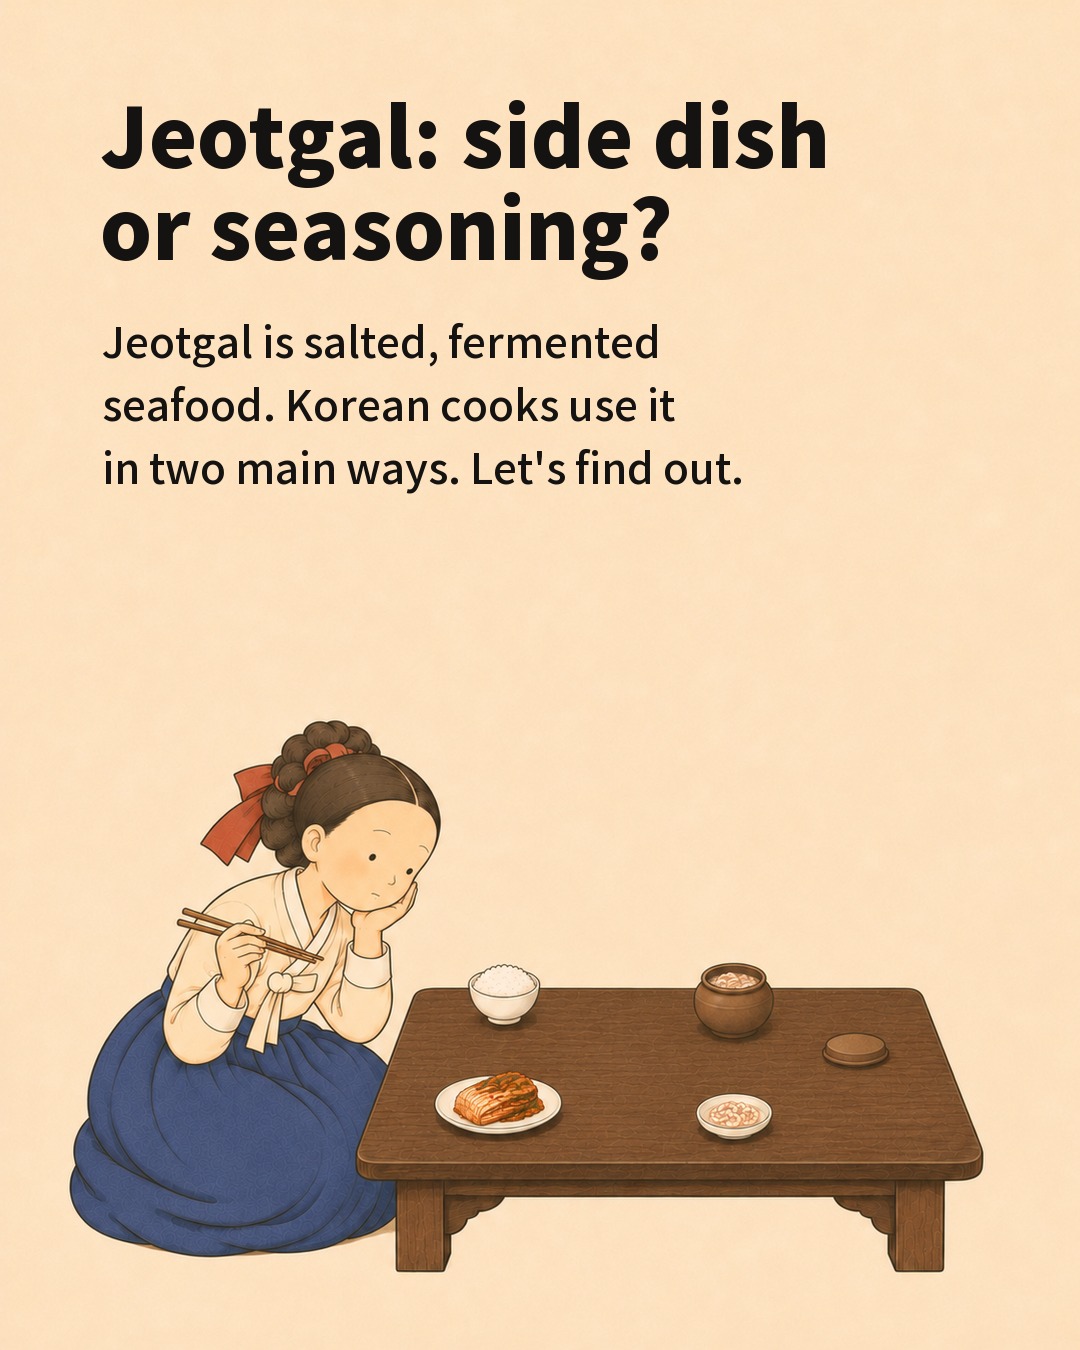 Jeotgal: side dish
or seasoning?
Jeotgal is salted, fermented
seafood. Korean cooks use it
in two main ways. Let's find out.